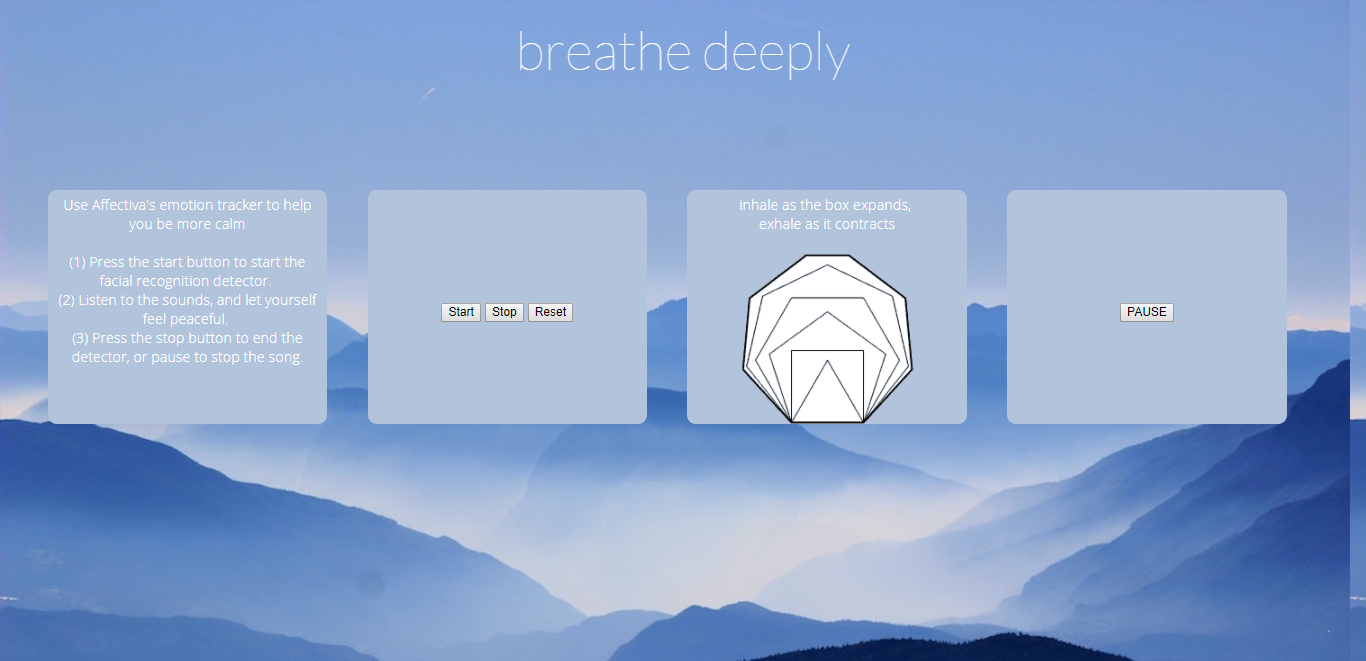 breathe deeply
Use Affectiva's emotion tracker to help
you be more calm
(1) Press the start button to start the
facial recognition detector.
(2) Listen to the sounds, and let yourself
feel peaceful.
(3) Press the stop button to end the
detector, or pause to stop the song.
Start Stop Reset
inhale as the box expands,
exhale as it contracts
PAUSE